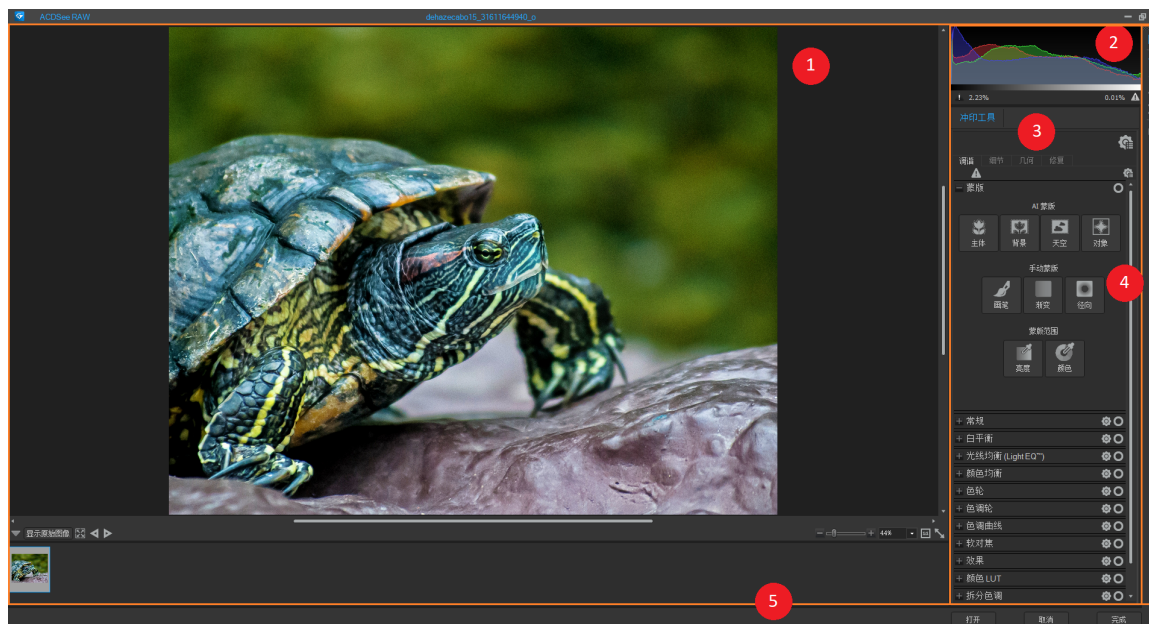 ACDSee RAW
dehazecabo15_31611644940_o
1
2
2.23%
0.01%
冲印工具
3
调谐 细节 几何 修复
蒙版
AI 蒙版
主体 背景 天空 对象
4
手动蒙版
画笔 渐变 径向
蒙版范围
亮度 颜色
常规
白平衡
光线均衡 (Light EQ™)
颜色均衡
色轮
色调轮
色调曲线
软对焦
效果
颜色 LUT
拆分色调
显示原始图像
44%
5
打开 取消 完成